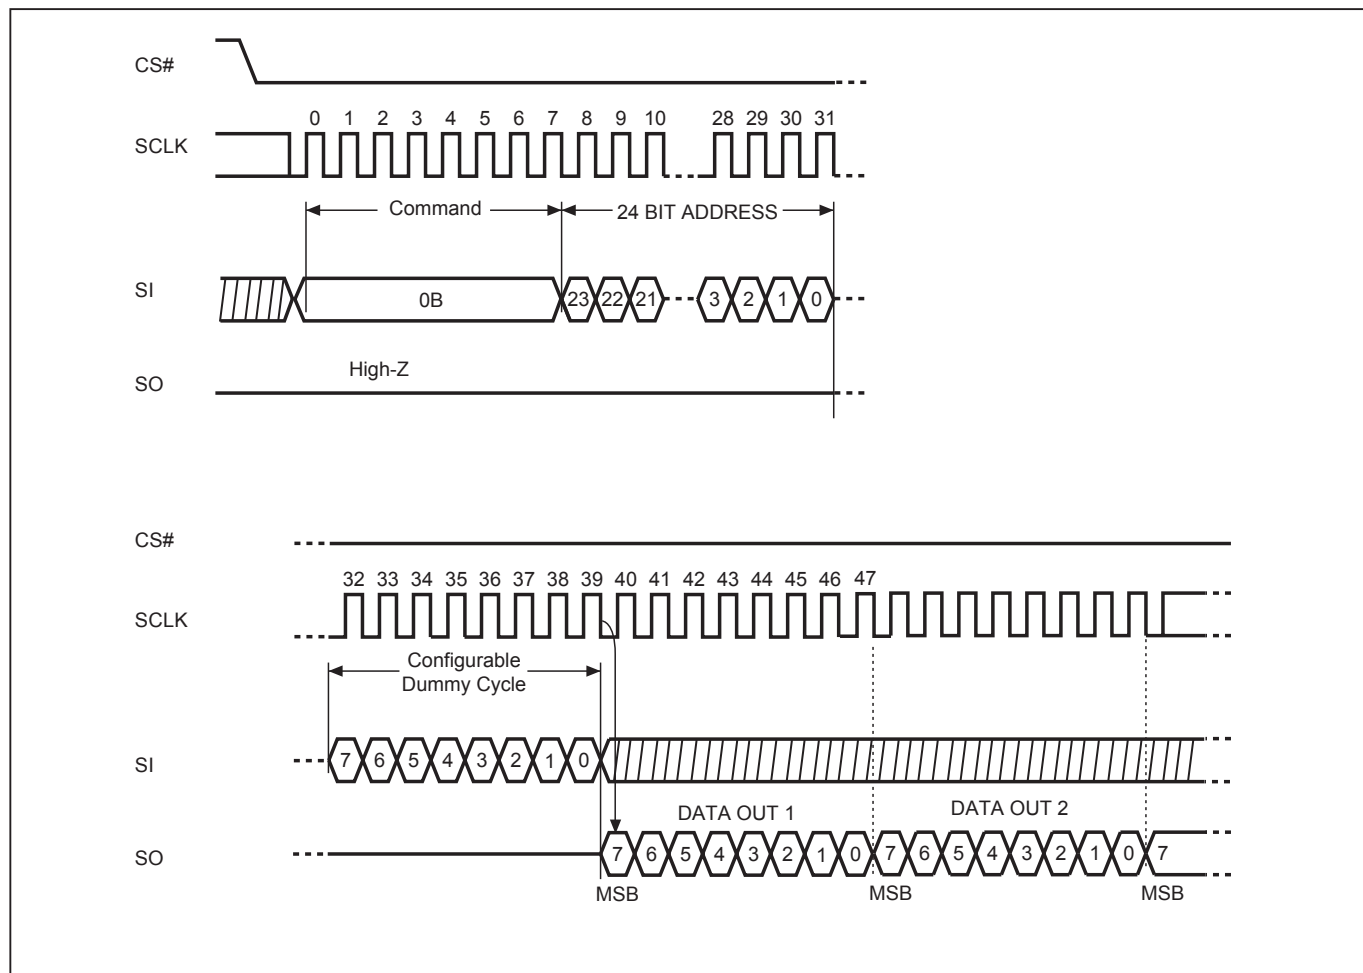 CS#
0 1 2 3 4 5 6 7 8 9 10 28 29 30 31
SCLK
Command
24 BIT ADDRESS
SI
0B
23 22 21 3 2 1 0
High-Z
SO
CS#
32 33 34 35 36 37 38 39 40 41 42 43 44 45 46 47
SCLK
Configurable
Dummy Cycle
SI
7 6 5 4 3 2 1 0
DATA OUT 1
DATA OUT 2
SO
7 6 5 4 3 2 1 0 7 6 5 4 3 2 1 0 7
MSB
MSB
MSB